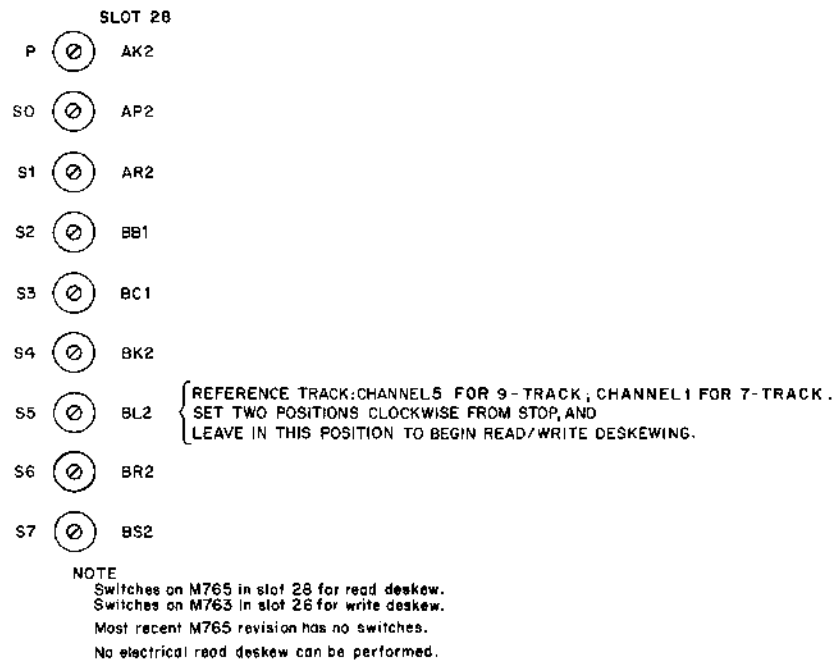 SLOT 28
P AK2
S0 AP2
S1 AR2
S2 BB1
S3 BC1
S4 BK2
REFERENCE TRACK:CHANNEL5 FOR 9-TRACK; CHANNEL1 FOR 7-TRACK.
S5 BL2 SET TWO POSITIONS CLOCKWISE FROM STOP, AND
LEAVE IN THIS POSITION TO BEGIN READ/WRITE DESKEWING.
S6 BR2
S7 BS2
NOTE
Switches on M765 in slot 28 for read deskew.
Switches on M763 in slot 26 for write deskew.
Most recent M765 revision has no switches.
No electrical read deskew can be performed.